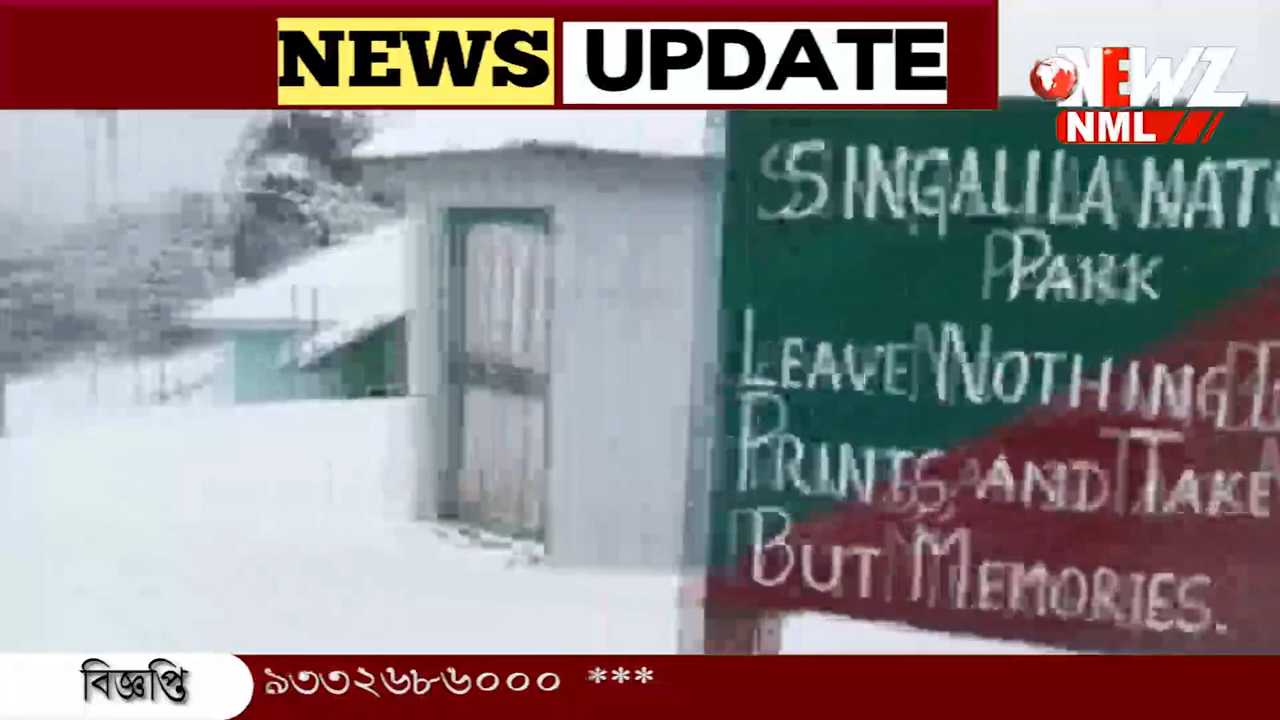 NEWS UPDATE
NEWZ
NML
SINGALILA NAT
PARK
LEAVE NOTHING
PRINTS AND TAKE
BUT MEMORIES.
বিজ্ঞপ্তি ৯৩৩২৬৮৬০০০ ***